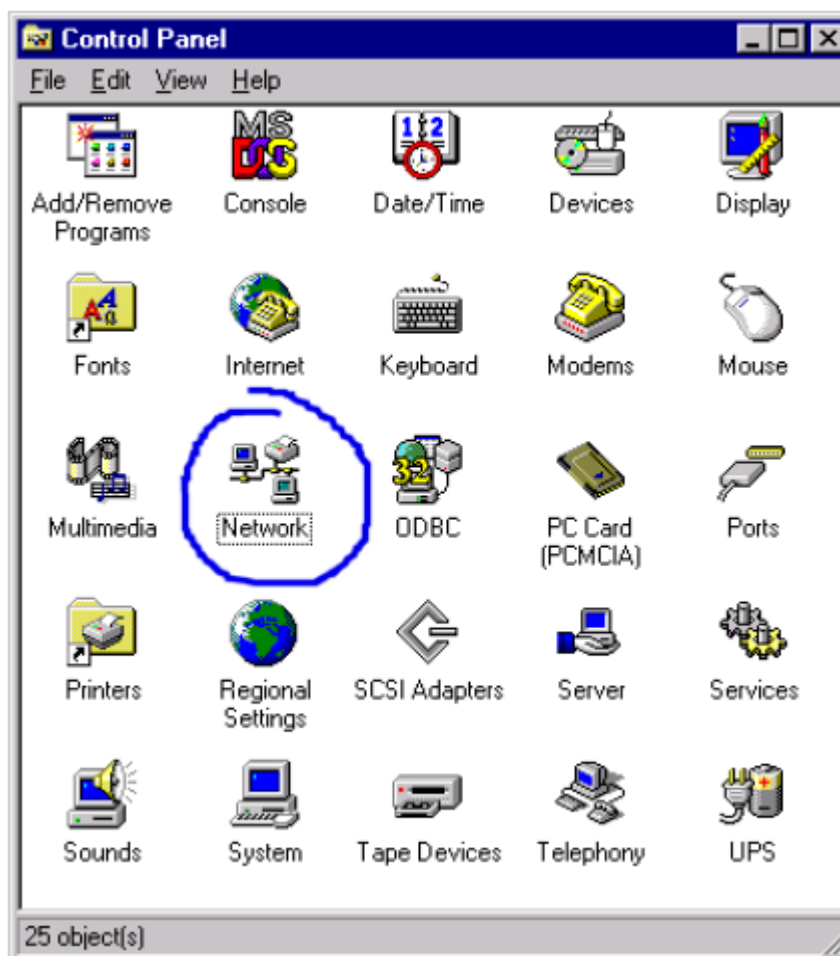 Control Panel
File Edit View Help
Add/Remove Programs
Console
Date/Time
Devices
Display
Fonts
Internet
Keyboard
Modems
Mouse
Multimedia
Network
ODBC
PC Card (PCMCIA)
Ports
Printers
Regional Settings
SCSI Adapters
Server
Services
Sounds
System
Tape Devices
Telephony
UPS
25 object(s)